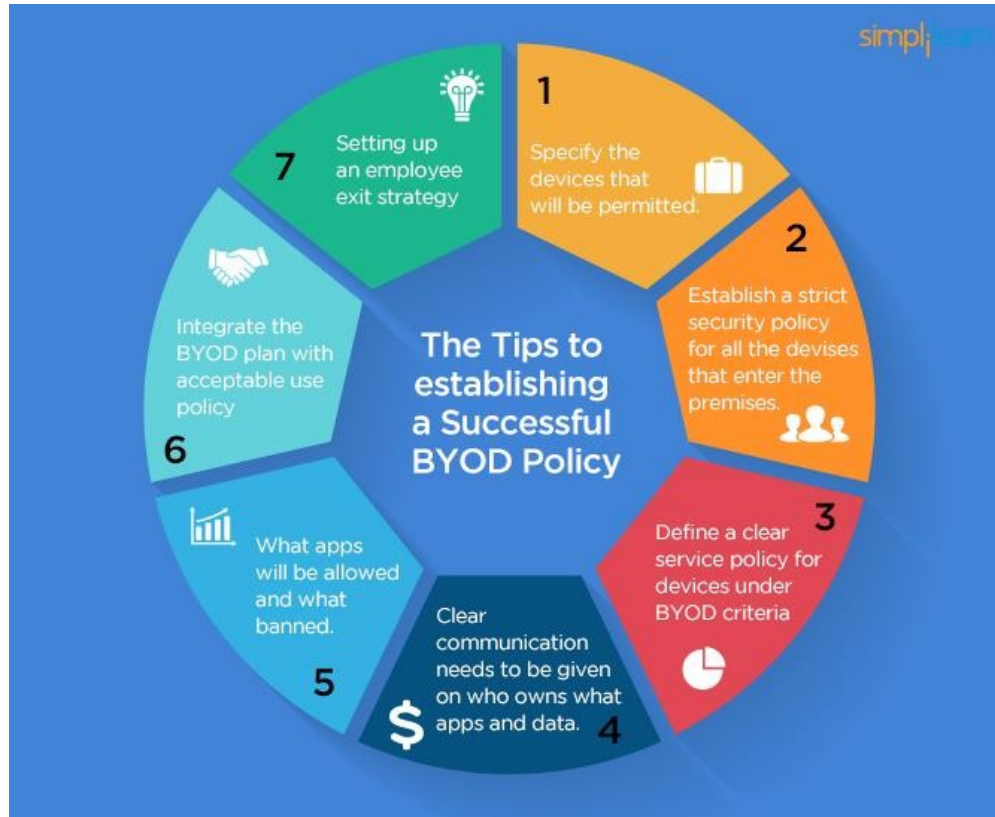 simplilearn
1
Specify the
devices that
will be permitted.
2
Establish a strict
security policy
for all the devises
that enter the
premises.
3
Define a clear
service policy for
devices under
BYOD criteria
Clear
communication
needs to be given
on who owns what
apps and data.
4
$
What apps
will be allowed
and what
banned.
5
Integrate the
BYOD plan with
acceptable use
policy
6
7
Setting up
an employee
exit strategy
The Tips to
establishing
a Successful
BYOD Policy